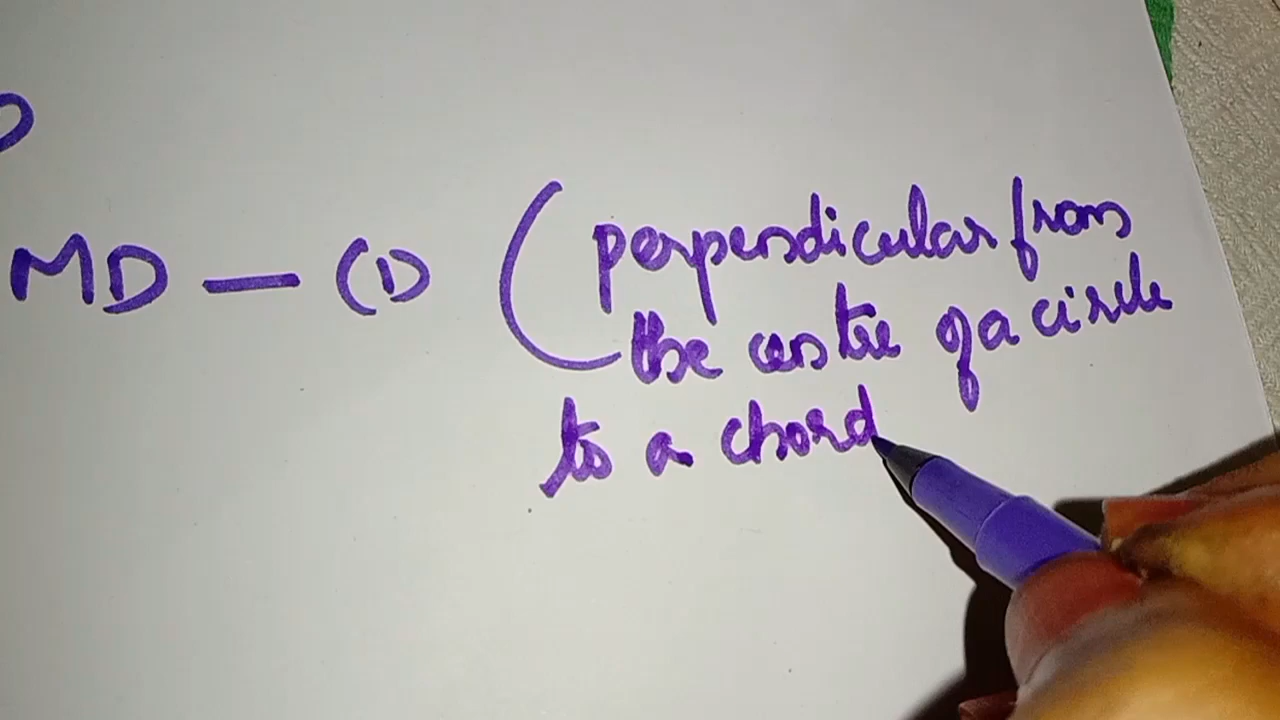 D
MD — (1) (perpendicular from
the centre of a circle
to a chord